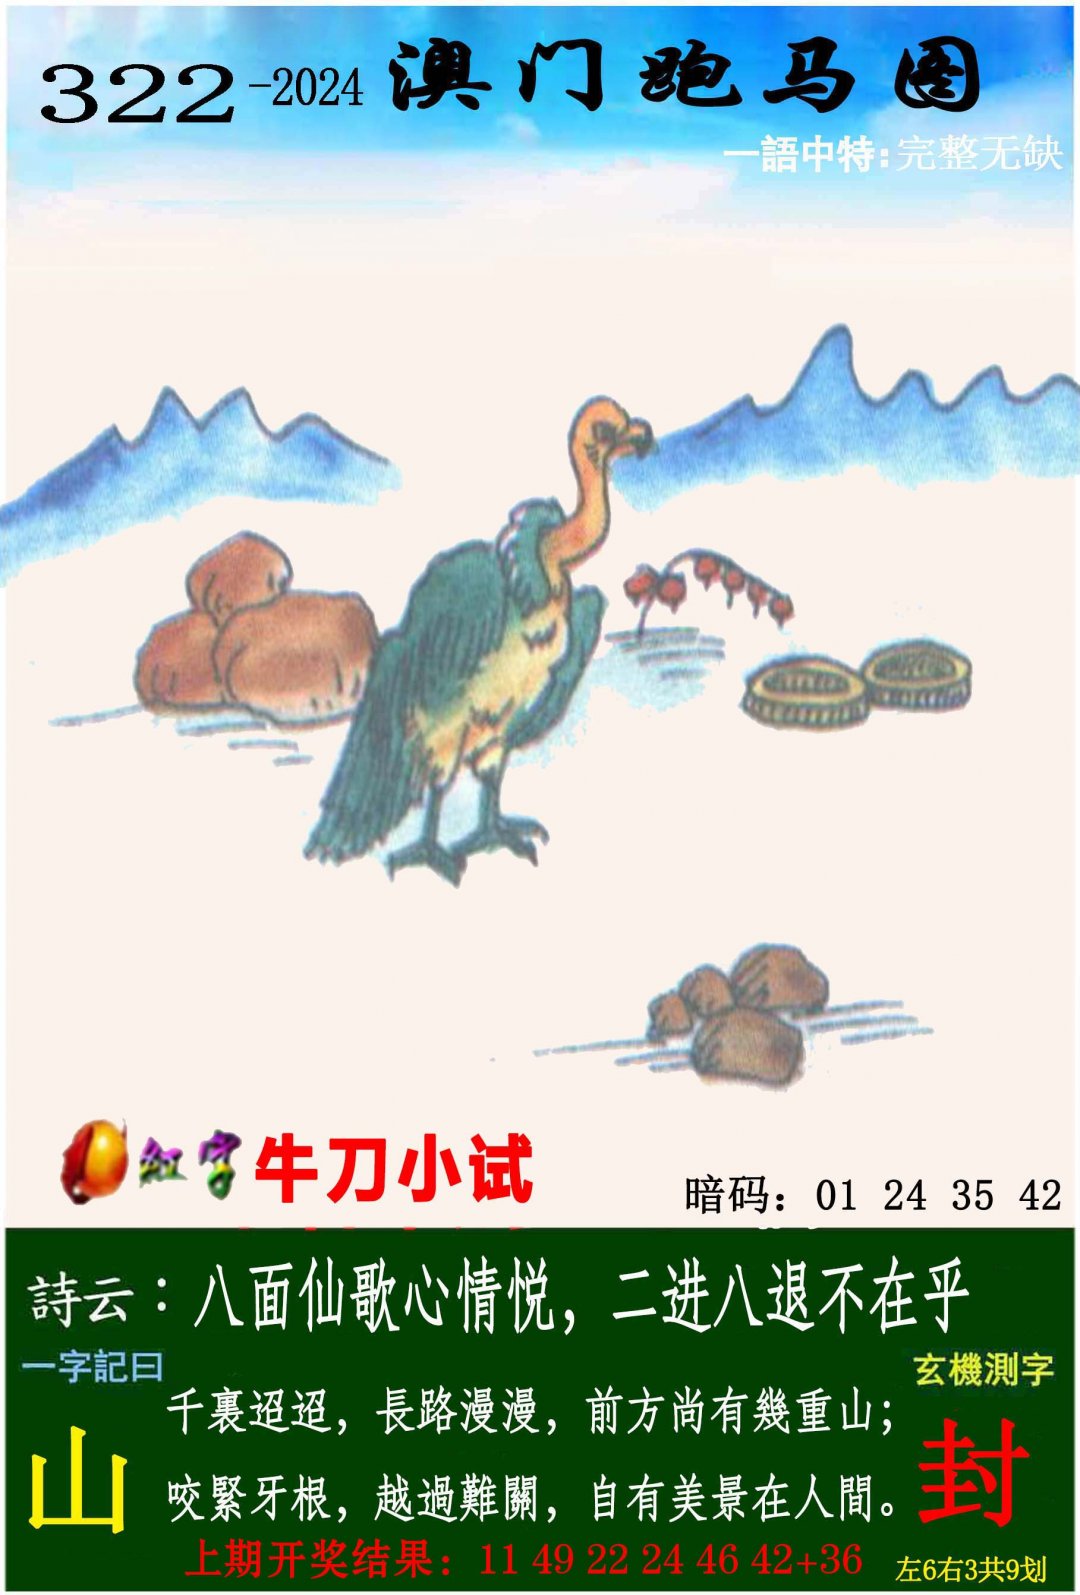 322-2024 澳门跑马图
一語中特:完整无缺
红字 牛刀小试
暗码：01 24 35 42
詩云：八面仙歌心情悦，二进八退不在乎
一字記曰
玄機測字
千裏迢迢，長路漫漫，前方尚有幾重山；
山
封
咬緊牙根，越過難關，自有美景在人間。
上期开奖结果：11 49 22 24 46 42+36
左6右3共9划